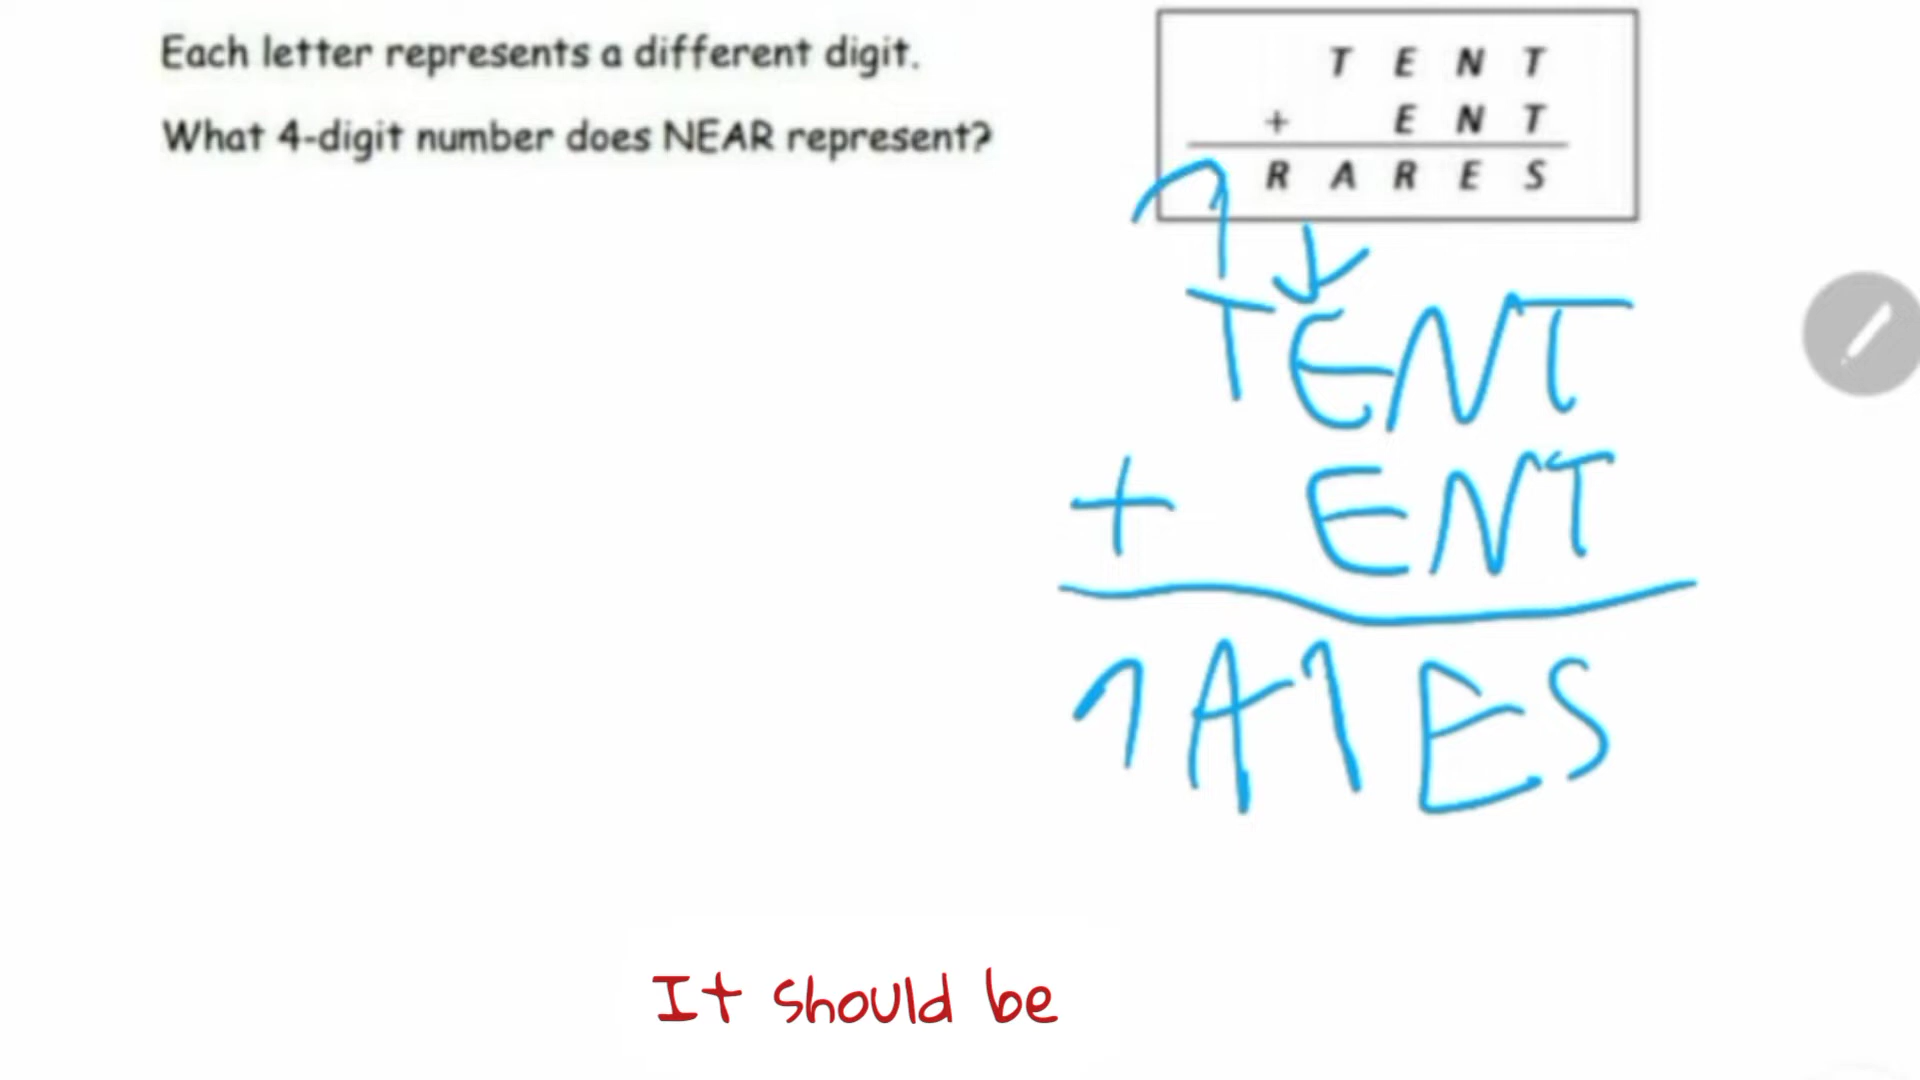 Each letter represents a different digit.
What 4-digit number does NEAR represent?
T E N T
+ E N T
R A R E S
1
TENT
+ ENT
1A1ES
It should be